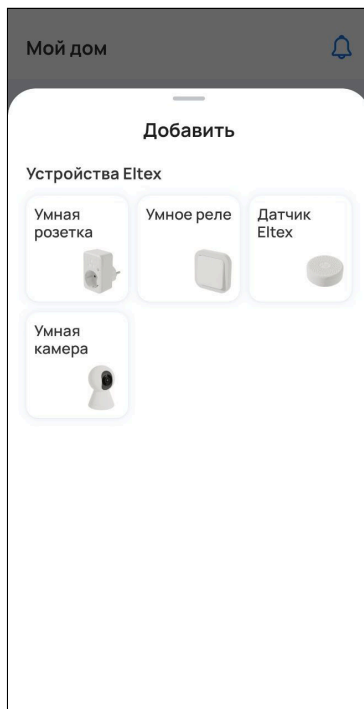 Мой дом
Добавить
Устройства Eltex
Умная
розетка
Умное реле
Датчик
Eltex
Умная
камера